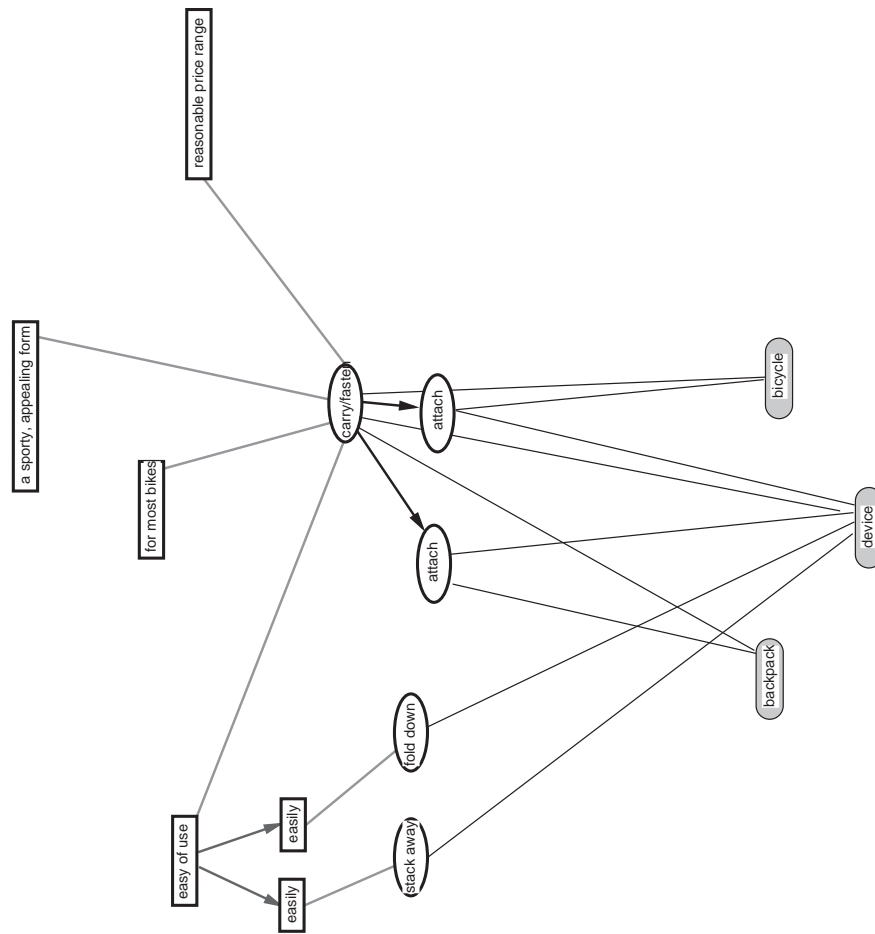 easy of use
easily
easily
stack away
fold down
for most bikes
a sporty, appealing form
reasonable price range
carry/fasten
attach
attach
backpack
device
bicycle